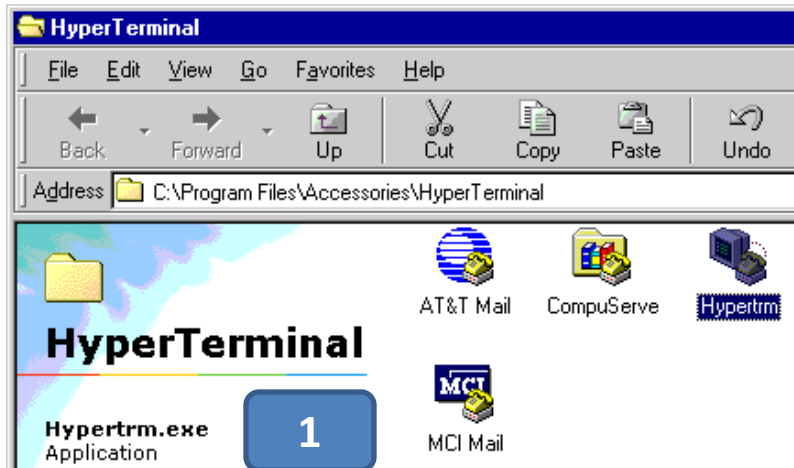 HyperTerminal
File Edit View Go Favorites Help
Back Forward Up Cut Copy Paste Undo
Address C:\Program Files\Accessories\HyperTerminal
AT&T Mail CompuServe Hypertrm
HyperTerminal
MCI
MCI Mail
Hypertrm.exe
Application
1